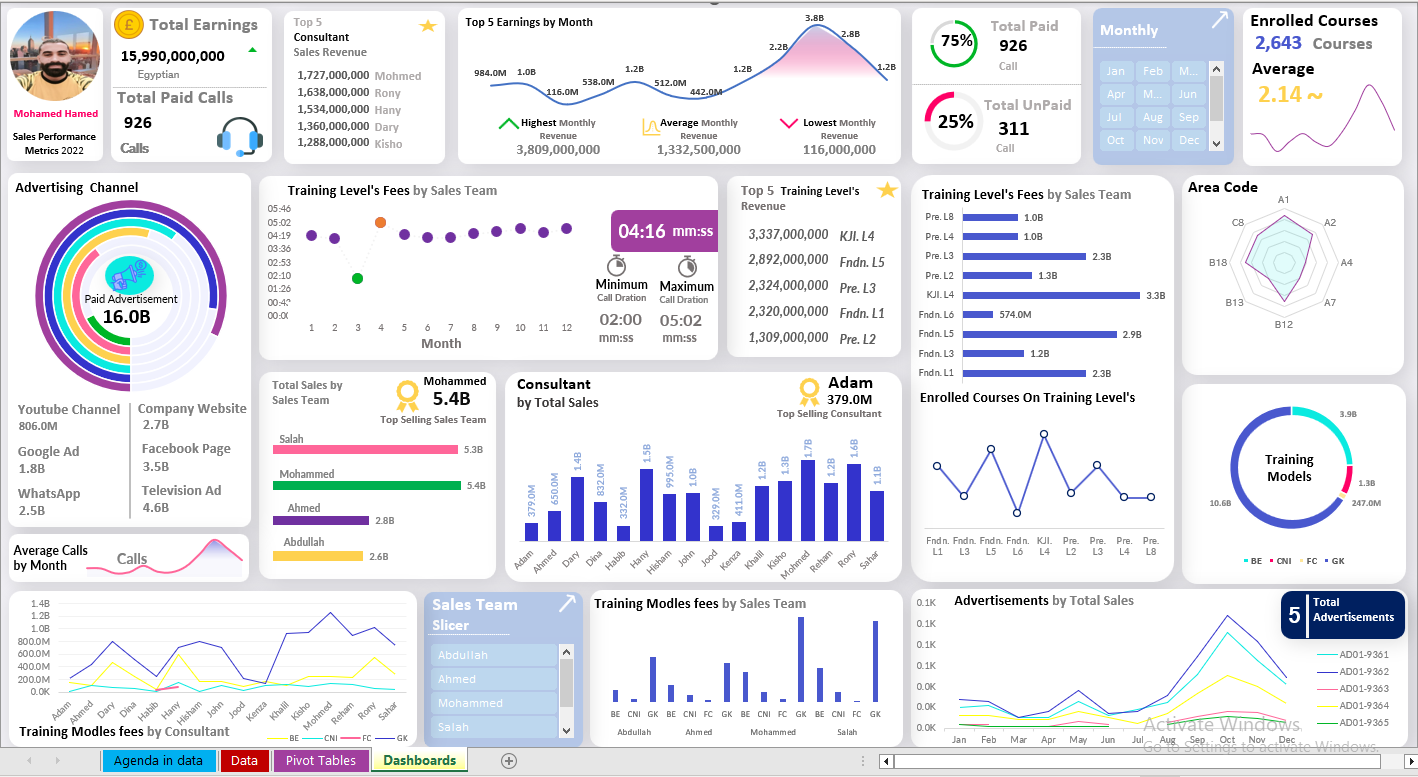 Mohamed Hamed
Sales Performance
Metrics 2022
£
Total Earnings
15,990,000,000
Egyptian
Total Paid Calls
926
Calls
Top 5
Consultant
Sales Revenue
1,727,000,000 Mohmed
1,638,000,000 Rony
1,534,000,000 Hany
1,360,000,000 Dary
1,288,000,000 Kisho
Top 5 Earnings by Month
984.0M 1.0B 116.0M 538.0M 1.2B 512.0M 442.0M 1.2B 2.2B 3.8B 2.8B 1.2B
Highest Monthly
Revenue
3,809,000,000
Average Monthly
Revenue
1,332,500,000
Lowest Monthly
Revenue
116,000,000
75%
Total Paid
926
Call
25%
Total UnPaid
311
Call
Monthly
Jan Feb M...
Apr M... Jun
Jul Aug Sep
Oct Nov Dec
Enrolled Courses
2,643 Courses
Average
2.14 ~
Advertising Channel
Paid Advertisement
16.0B
Youtube Channel
806.0M
Google Ad
1.8B
WhatsApp
2.5B
Company Website
2.7B
Facebook Page
3.5B
Television Ad
4.6B
Training Level's Fees by Sales Team
05:46
05:02
04:19
03:36
02:53
02:10
01:26
1 2 3 4 5 6 7 8 9 10 11 12
Month
04:16 mm:ss
Minimum
Call Dration
02:00
mm:ss
Maximum
Call Dration
05:02
mm:ss
Top 5 Training Level's
Revenue
3,337,000,000 KJI. L4
2,892,000,000 Fndn. L5
2,324,000,000 Pre. L3
2,320,000,000 Fndn. L1
1,309,000,000 Pre. L2
Training Level's Fees by Sales Team
Pre. L8 1.0B
Pre. L4 1.0B
Pre. L3 2.3B
Pre. L2 1.3B
KJI. L4 3.3B
Fndn. L6 574.0M
Fndn. L5 2.9B
Fndn. L3 1.2B
Fndn. L1 2.3B
Enrolled Courses On Training Level's
Fndn. Fndn. Fndn. Fndn. KJI. Pre. Pre. Pre. Pre.
L1 L3 L5 L6 L4 L2 L3 L4 L8
Area Code
A1
A2
A4
A7
B12
B13
B18
C8
Training
Models
3.9B
1.3B
247.0M
10.6B
BE CNI FC GK
Average Calls
by Month
Calls
Total Sales by
Sales Team
Mohammed
5.4B
Top Selling Sales Team
Salah
5.3B
Mohammed
5.4B
Ahmed
2.8B
Abdullah
2.6B
Consultant
by Total Sales
Adam
379.0M
Top Selling Consultant
379.0M 650.0M 1.4B 832.0M 332.0M 1.5B 995.0M 1.0B 329.0M 411.0M 1.2B 1.3B 1.7B 1.2B 1.6B 1.1B
Adam Ahmed Dary Dina Habib Hany Hisham John Jood Kenza Khalil Kisho Mohmed Reham Rony Sahar
1.4B
1.2B
1.0B
800.0M
600.0M
400.0M
200.0M
0.0K
Adam Ahmed Dary Dina Habib Hany Hisham John Jood Kenza Khalil Kisho Mohmed Reham Rony Sahar
Training Modles fees by Consultant
BE CNI FC GK
Sales Team
Slicer
Abdullah
Ahmed
Mohammed
Salah
Training Modles fees by Sales Team
BE CNI GK BE CNI FC GK BE CNI FC GK BE CNI FC GK
Abdullah Ahmed Mohammed Salah
Advertisements by Total Sales
5
Total
Advertisements
0.1K
0.1K
0.1K
0.1K
0.0K
0.0K
0.0K
Jan Feb Mar Apr May Jun Jul Aug Sep Oct Nov Dec
AD01-9361
AD01-9362
AD01-9363
AD01-9364
AD01-9365
Activate Windows
Go to Settings to activate Windows.
Agenda in data
Data
Pivot Tables
Dashboards